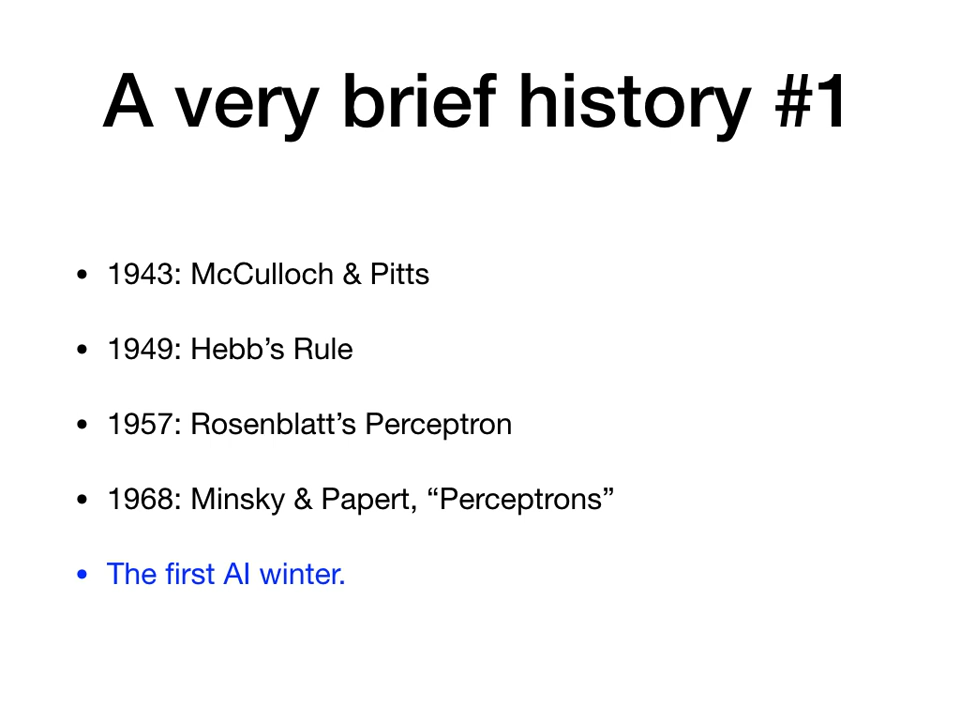 A very brief history #1
• 1943: McCulloch & Pitts
• 1949: Hebb’s Rule
• 1957: Rosenblatt’s Perceptron
• 1968: Minsky & Papert, “Perceptrons”
• The first AI winter.